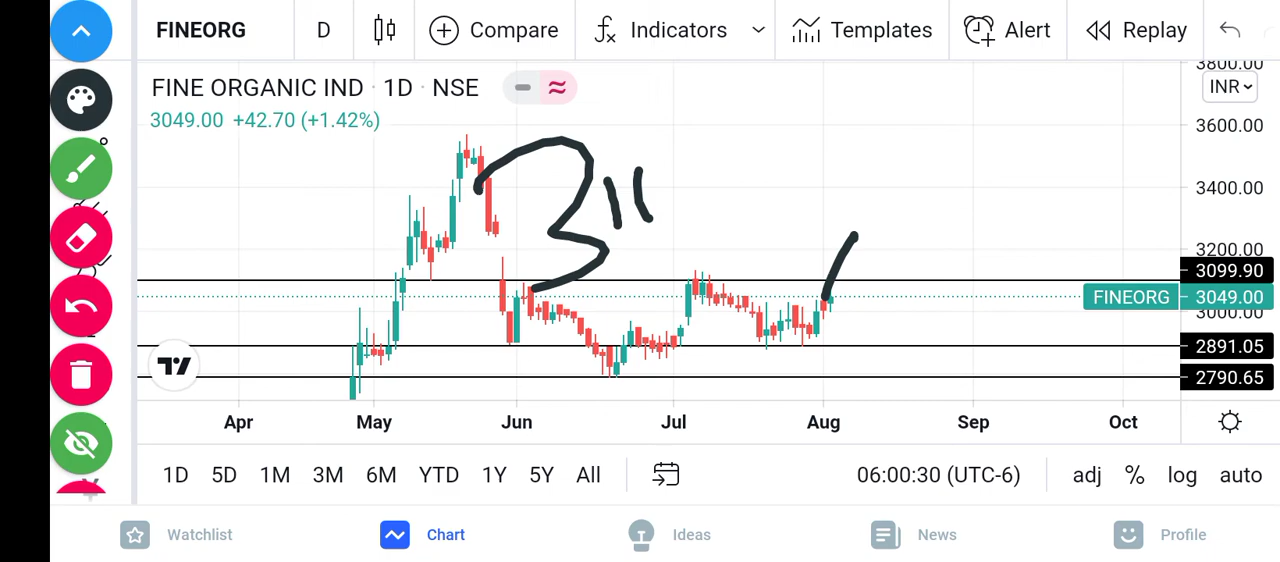 FINEORG D Compare Indicators Templates Alert Replay
FINE ORGANIC IND · 1D · NSE
3049.00 +42.70 (+1.42%)
3800.00
INR
3600.00
3400.00
3200.00
3099.90
FINEORG 3049.00
3000.00
2891.05
2790.65
3"
Apr May Jun Jul Aug Sep Oct
1D 5D 1M 3M 6M YTD 1Y 5Y All 06:00:30 (UTC-6) adj % log auto
Watchlist Chart Ideas News Profile